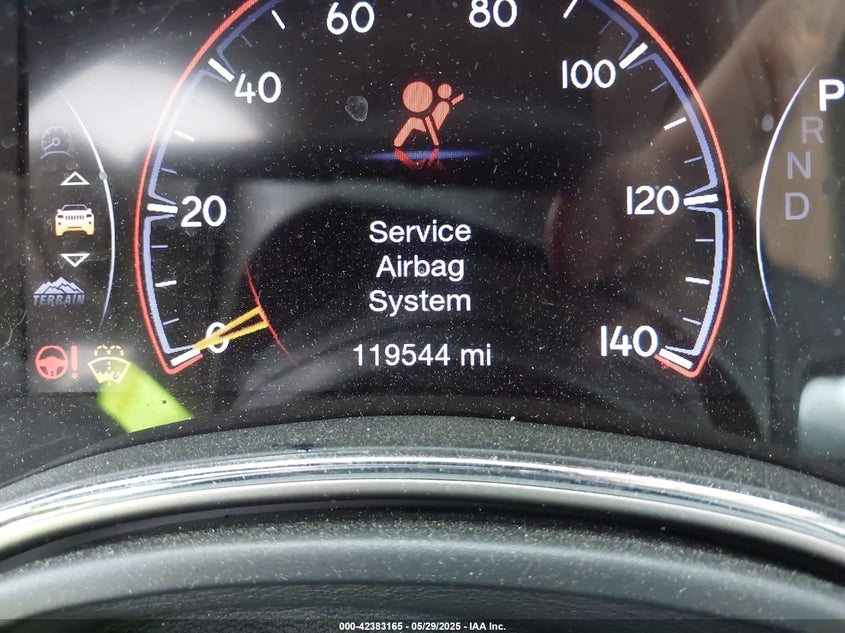 60
80
40
100
20
120
0
140
P
R
N
D
Service
Airbag
System
119544 mi
TERRAIN
000-42383165 - 05/29/2025 - IAA Inc.